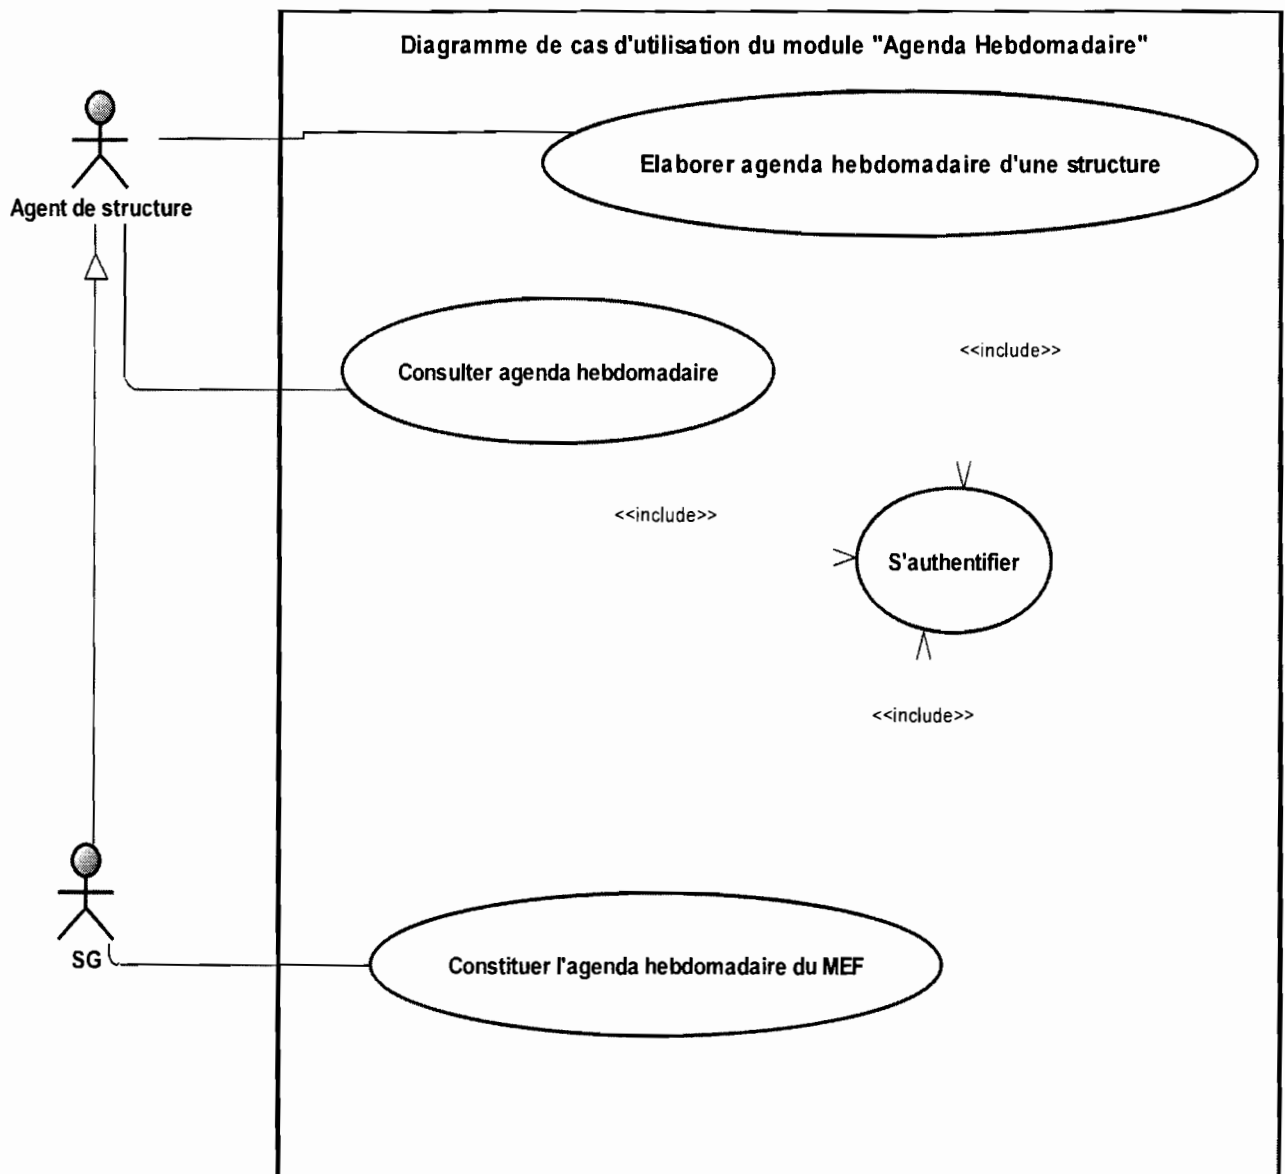 Diagramme de cas d'utilisation du module "Agenda Hebdomadaire"
Elaborer agenda hebdomadaire d'une structure
Agent de structure
<<include>>
Consulter agenda hebdomadaire
<<include>>
S'authentifier
<<include>>
SG
Constituer l'agenda hebdomadaire du MEF